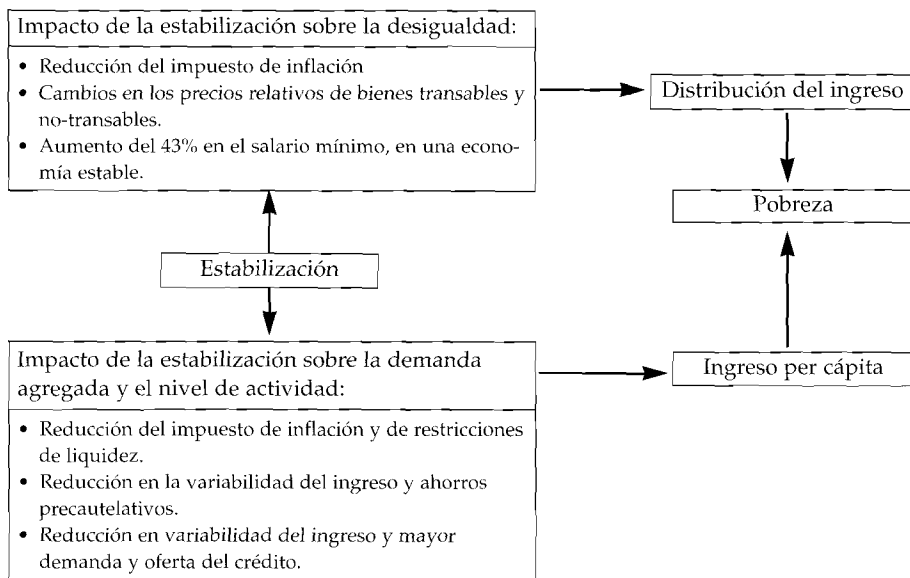 Impacto de la estabilización sobre la desigualdad:
• Reducción del impuesto de inflación
• Cambios en los precios relativos de bienes transables y
no-transables.
• Aumento del 43% en el salario mínimo, en una econo-
mía estable.
Distribución del ingreso
Pobreza
Estabilización
Impacto de la estabilización sobre la demanda
agregada y el nivel de actividad:
• Reducción del impuesto de inflación y de restricciones
de liquidez.
• Reducción en la variabilidad del ingreso y ahorros
precautelativos.
• Reducción en variabilidad del ingreso y mayor
demanda y oferta del crédito.
Ingreso per cápita